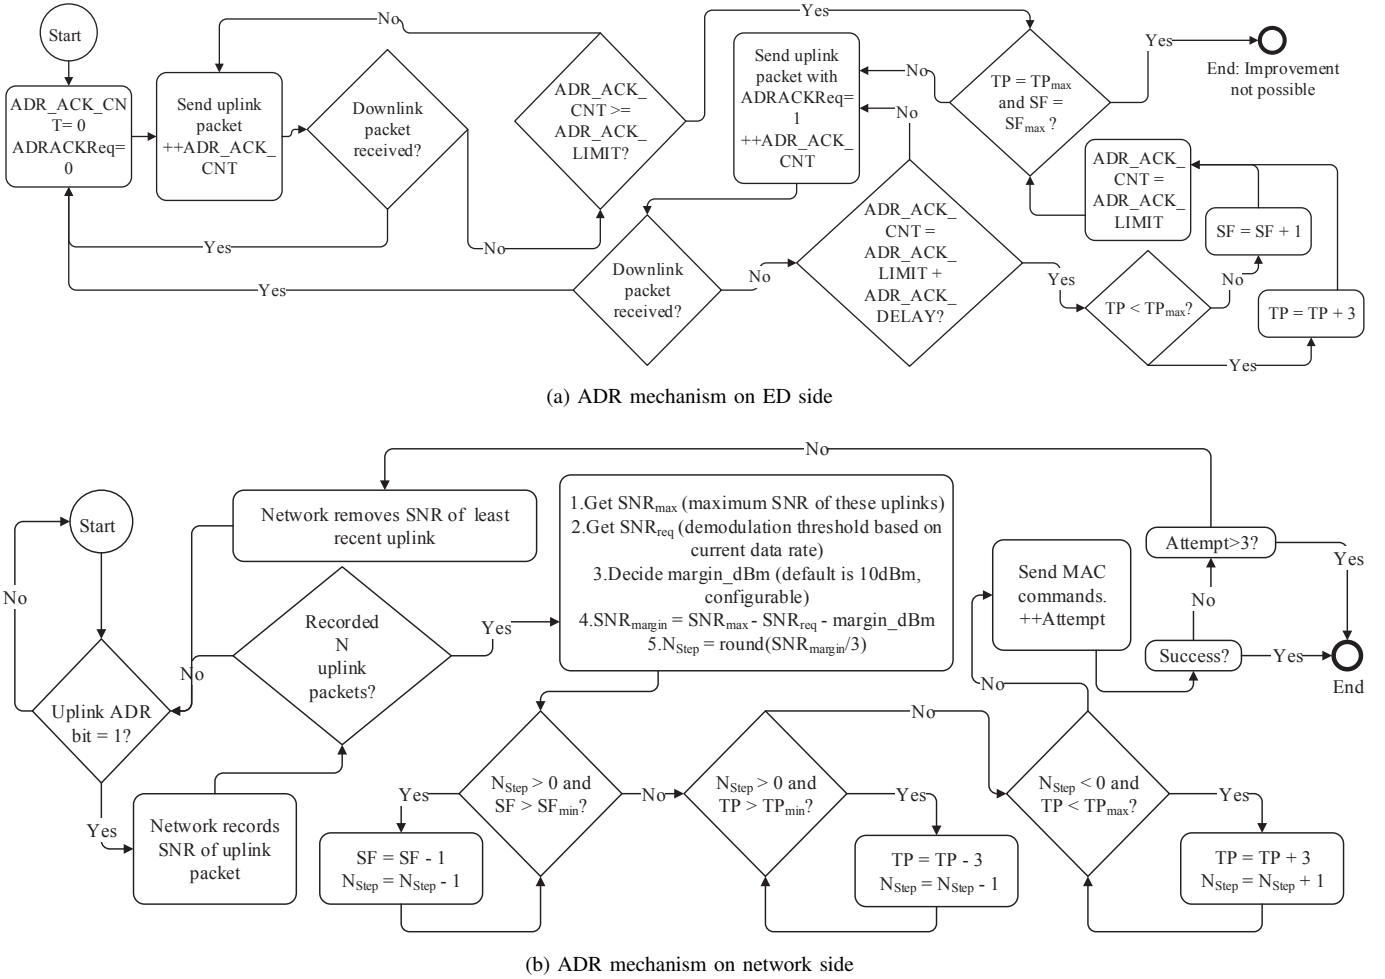 Start
ADR_ACK_CN
T= 0
ADRACKReq=
0
Send uplink
packet
++ADR_ACK_
CNT
Downlink
packet
received?
Yes
No
ADR_ACK_
CNT >=
ADR_ACK_
LIMIT?
No
Yes
Send uplink
packet with
ADRACKReq=
1
++ADR_ACK_
CNT
No
No
TP = TPmax
and SF =
SFmax ?
Yes
End: Improvement
not possible
Downlink
packet
received?
Yes
No
ADR_ACK_
CNT =
ADR_ACK_
LIMIT +
ADR_ACK_
DELAY?
Yes
TP < TPmax?
No
Yes
SF = SF + 1
TP = TP + 3
ADR_ACK_
CNT =
ADR_ACK_
LIMIT
(a) ADR mechanism on ED side
Start
No
Uplink ADR
bit = 1?
Yes
Network records
SNR of uplink
packet
Network removes SNR of least
recent uplink
Recorded
N
uplink
packets?
No
Yes
1.Get SNRmax (maximum SNR of these uplinks)
2.Get SNRreq (demodulation threshold based on
current data rate)
3.Decide margin_dBm (default is 10dBm,
configurable)
4.SNRmargin = SNRmax - SNRreq - margin_dBm
5.NStep = round(SNRmargin/3)
NStep > 0 and
SF > SFmin?
Yes
SF = SF - 1
NStep = NStep - 1
No
NStep > 0 and
TP > TPmin?
Yes
TP = TP - 3
NStep = NStep - 1
No
NStep < 0 and
TP < TPmax?
Yes
TP = TP + 3
NStep = NStep + 1
No
Send MAC
commands.
++Attempt
Success?
Yes
No
Attempt>3?
Yes
No
End
(b) ADR mechanism on network side